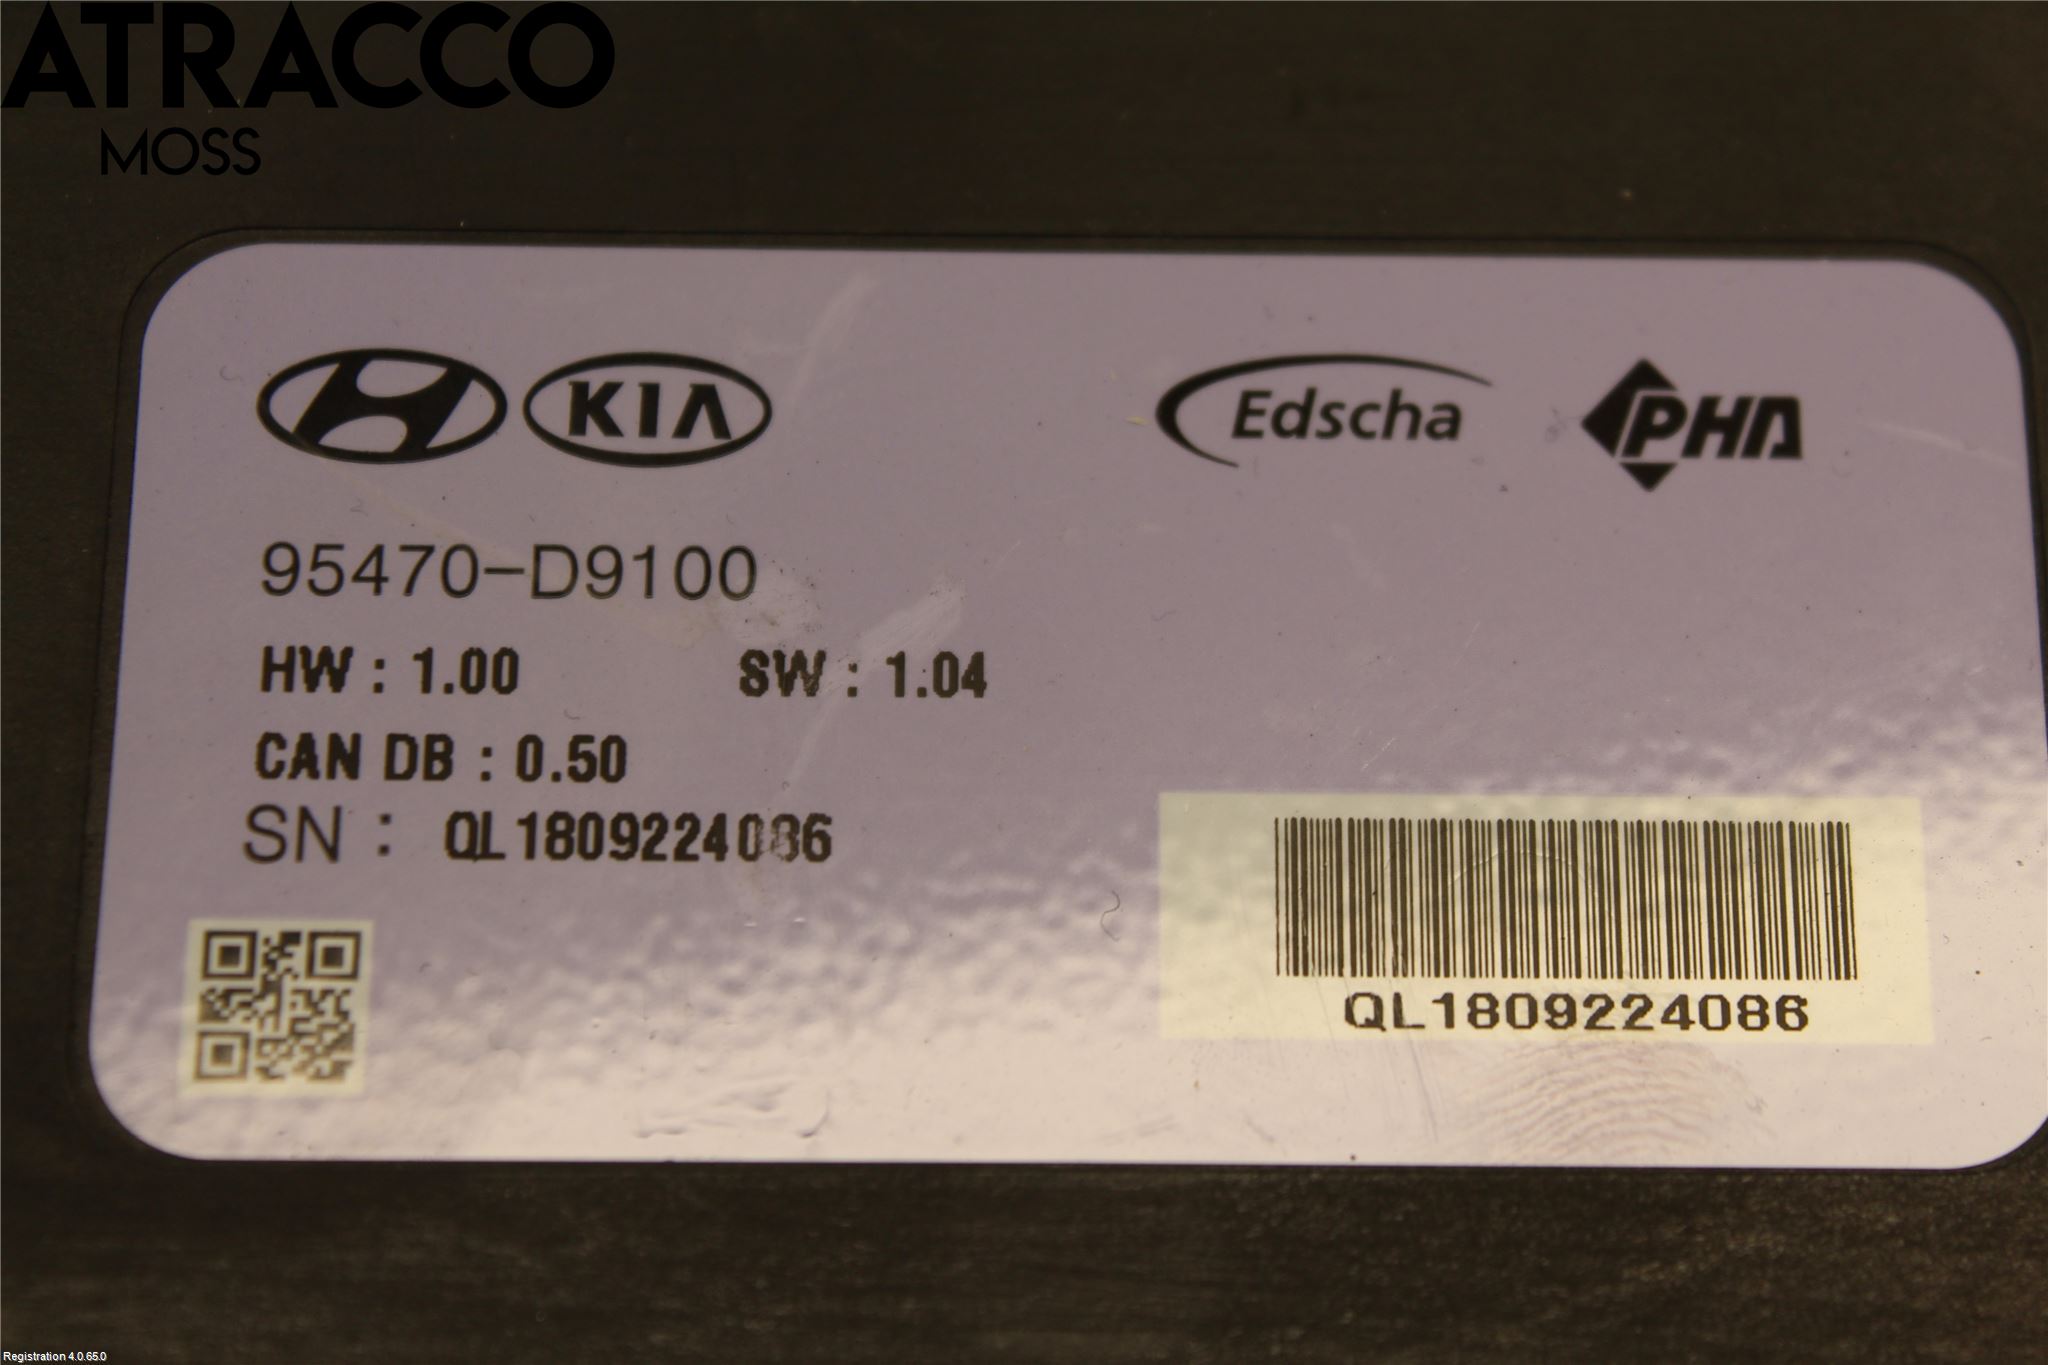 ATRACCO
MOSS
KIA
Edscha
PHA
95470-D9100
HW : 1.00 SW : 1.04
CAN DB : 0.50
SN : QL1809224086
QL1809224086
Registration 4.0.65.0